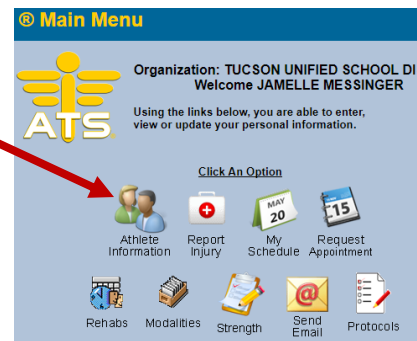 ® Main Menu
Organization: TUCSON UNIFIED SCHOOL DI
Welcome JAMELLE MESSINGER
Using the links below, you are able to enter,
view or update your personal information.
ATS
Click An Option
MAY
20
15
Athlete Information
Report Injury
My Schedule
Request Appointment
Rehabs
Modalities
Strength
Send Email
Protocols